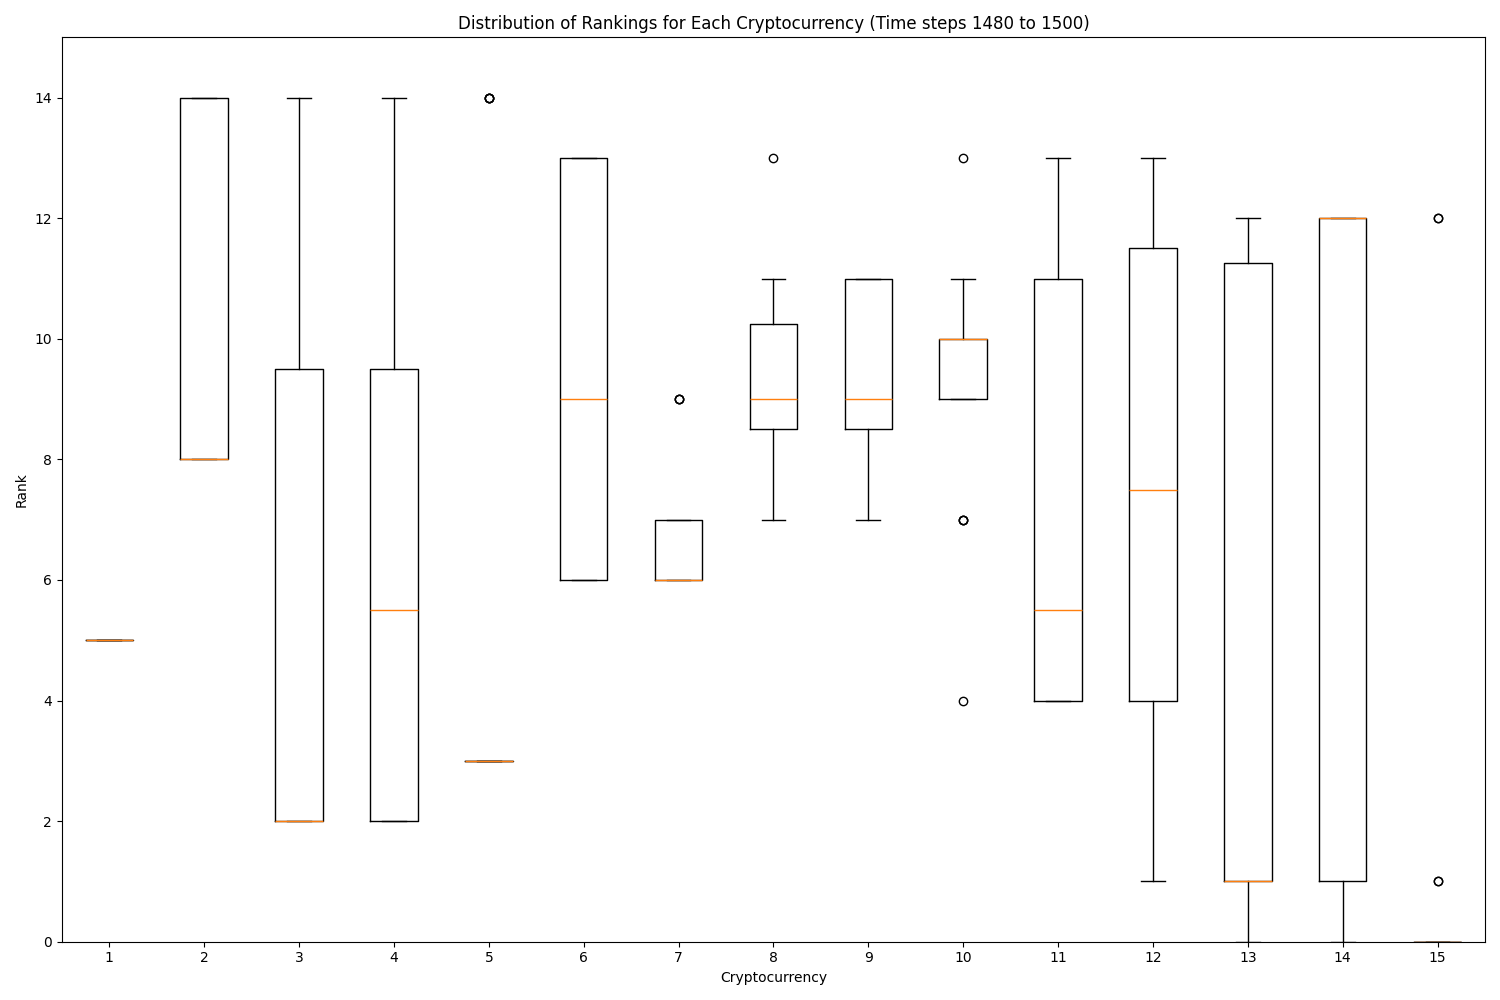 Distribution of Rankings for Each Cryptocurrency (Time steps 1480 to 1500)
14
12
10
8
6
4
2
0
Rank
1 2 3 4 5 6 7 8 9 10 11 12 13 14 15
Cryptocurrency